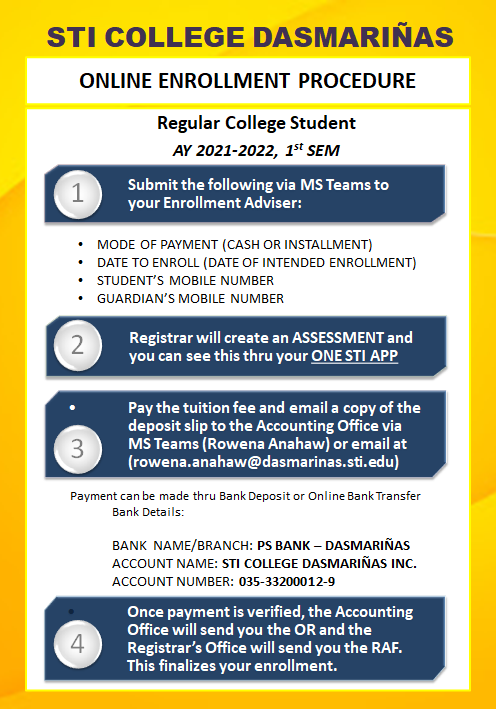 STI COLLEGE DASMARIÑAS
ONLINE ENROLLMENT PROCEDURE
Regular College Student
AY 2021-2022, 1st SEM
1
Submit the following via MS Teams to
your Enrollment Adviser:
• MODE OF PAYMENT (CASH OR INSTALLMENT)
• DATE TO ENROLL (DATE OF INTENDED ENROLLMENT)
• STUDENT'S MOBILE NUMBER
• GUARDIAN'S MOBILE NUMBER
2
Registrar will create an ASSESSMENT and
you can see this thru your ONE STI APP
•
3
Pay the tuition fee and email a copy of the
deposit slip to the Accounting Office via
MS Teams (Rowena Anahaw) or email at
(rowena.anahaw@dasmarinas.sti.edu)
Payment can be made thru Bank Deposit or Online Bank Transfer
Bank Details:
BANK NAME/BRANCH: PS BANK – DASMARIÑAS
ACCOUNT NAME: STI COLLEGE DASMARIÑAS INC.
ACCOUNT NUMBER: 035-33200012-9
•
4
Once payment is verified, the Accounting
Office will send you the OR and the
Registrar's Office will send you the RAF.
This finalizes your enrollment.